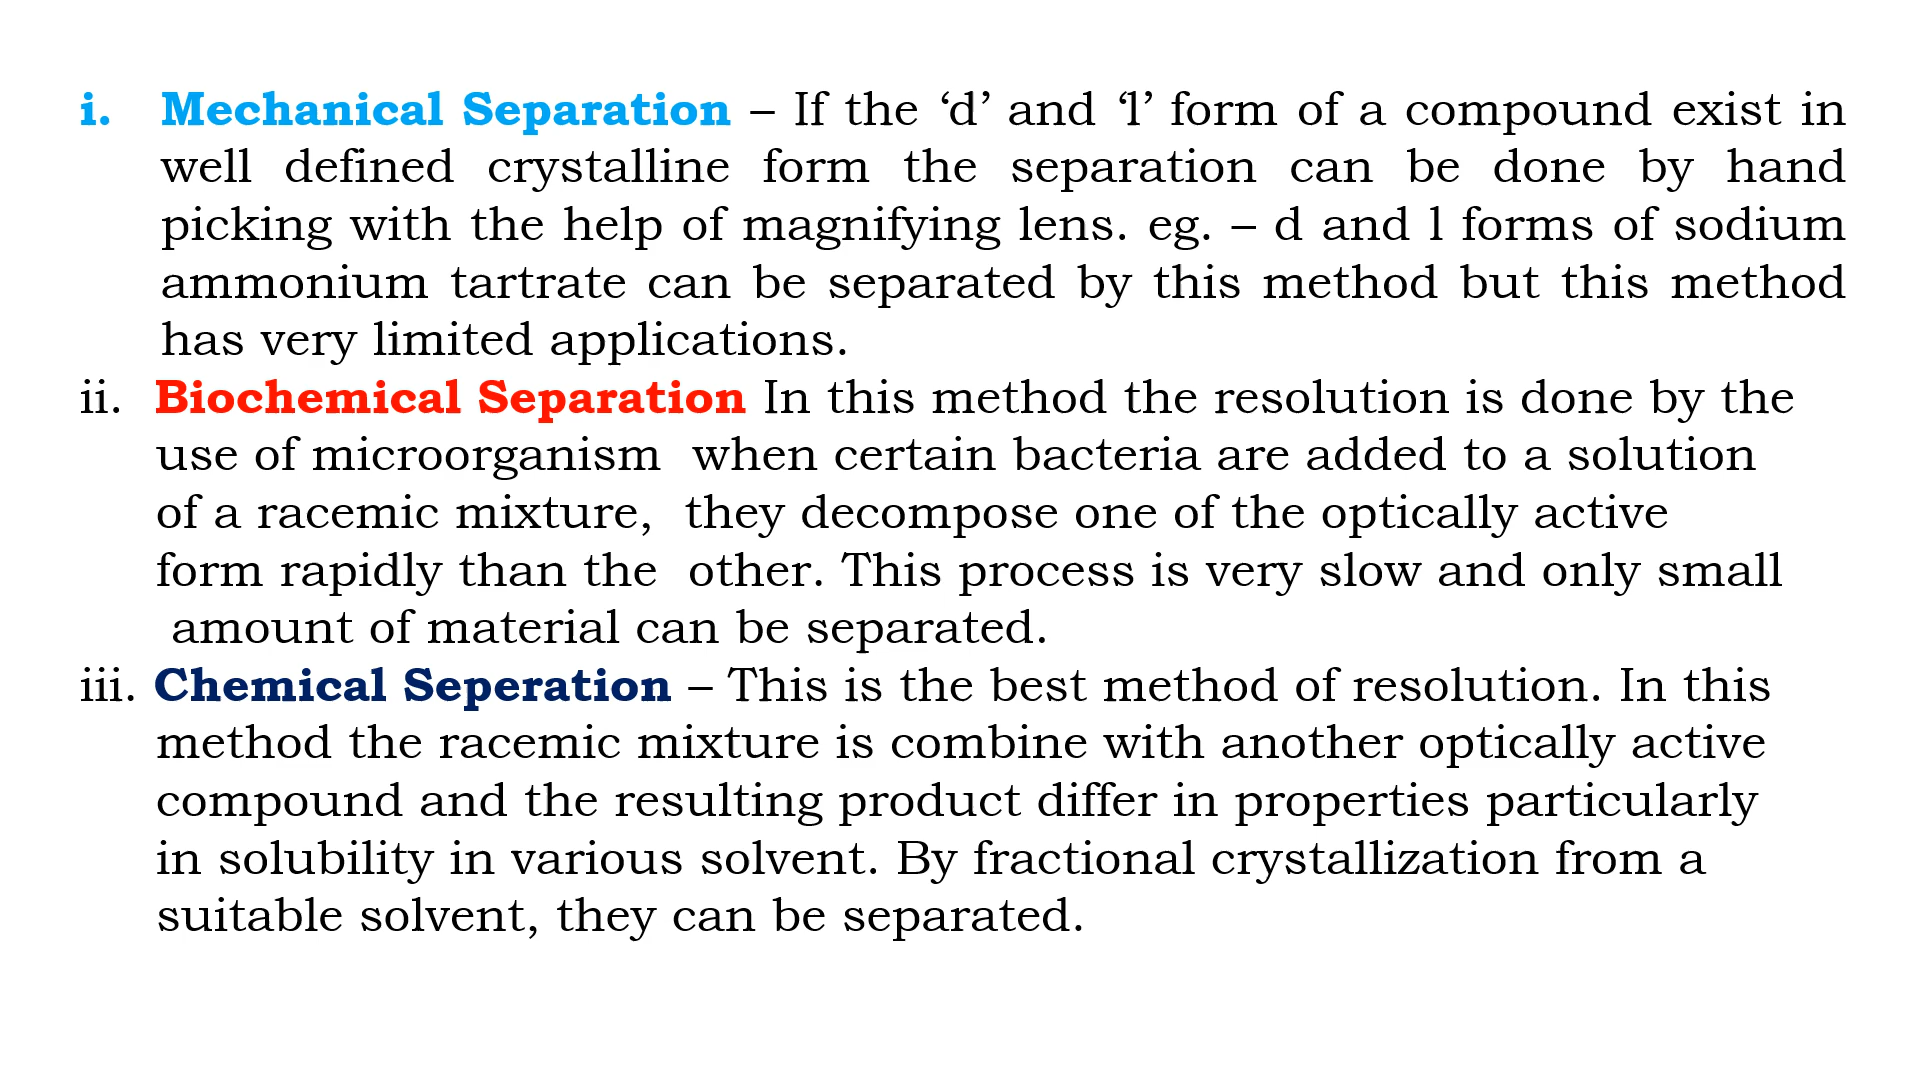 i. Mechanical Separation – If the ‘d’ and ‘l’ form of a compound exist in
well defined crystalline form the separation can be done by hand
picking with the help of magnifying lens. eg. – d and l forms of sodium
ammonium tartrate can be separated by this method but this method
has very limited applications.
ii. Biochemical Separation In this method the resolution is done by the
use of microorganism when certain bacteria are added to a solution
of a racemic mixture, they decompose one of the optically active
form rapidly than the other. This process is very slow and only small
amount of material can be separated.
iii. Chemical Seperation – This is the best method of resolution. In this
method the racemic mixture is combine with another optically active
compound and the resulting product differ in properties particularly
in solubility in various solvent. By fractional crystallization from a
suitable solvent, they can be separated.